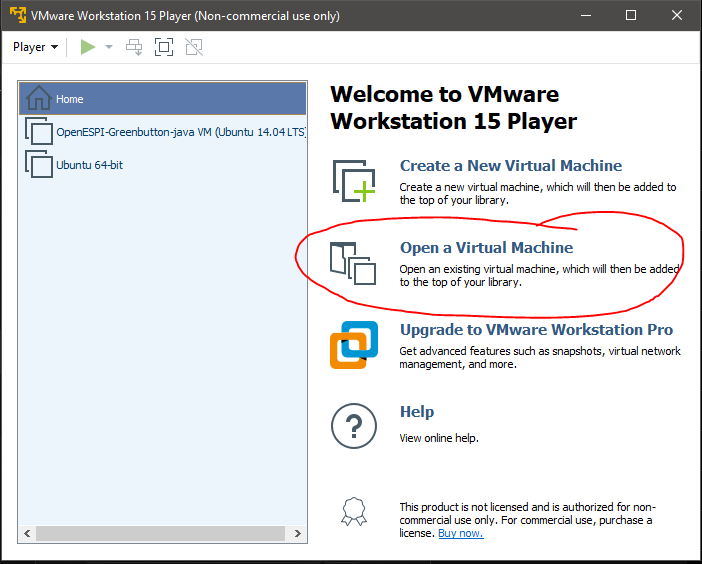 VMware Workstation 15 Player (Non-commercial use only)
Player
Home
OpenESPI-Greenbutton-java VM (Ubuntu 14.04 LTS)
Ubuntu 64-bit
Welcome to VMware
Workstation 15 Player
Create a New Virtual Machine
Create a new virtual machine, which will then be added
to the top of your library.
Open a Virtual Machine
Open an existing virtual machine, which will then be added
to the top of your library.
Upgrade to VMware Workstation Pro
Get advanced features such as snapshots, virtual network
management, and more.
?
Help
View online help.
This product is not licensed and is authorized for non-
commercial use only. For commercial use, purchase a
license. Buy now.